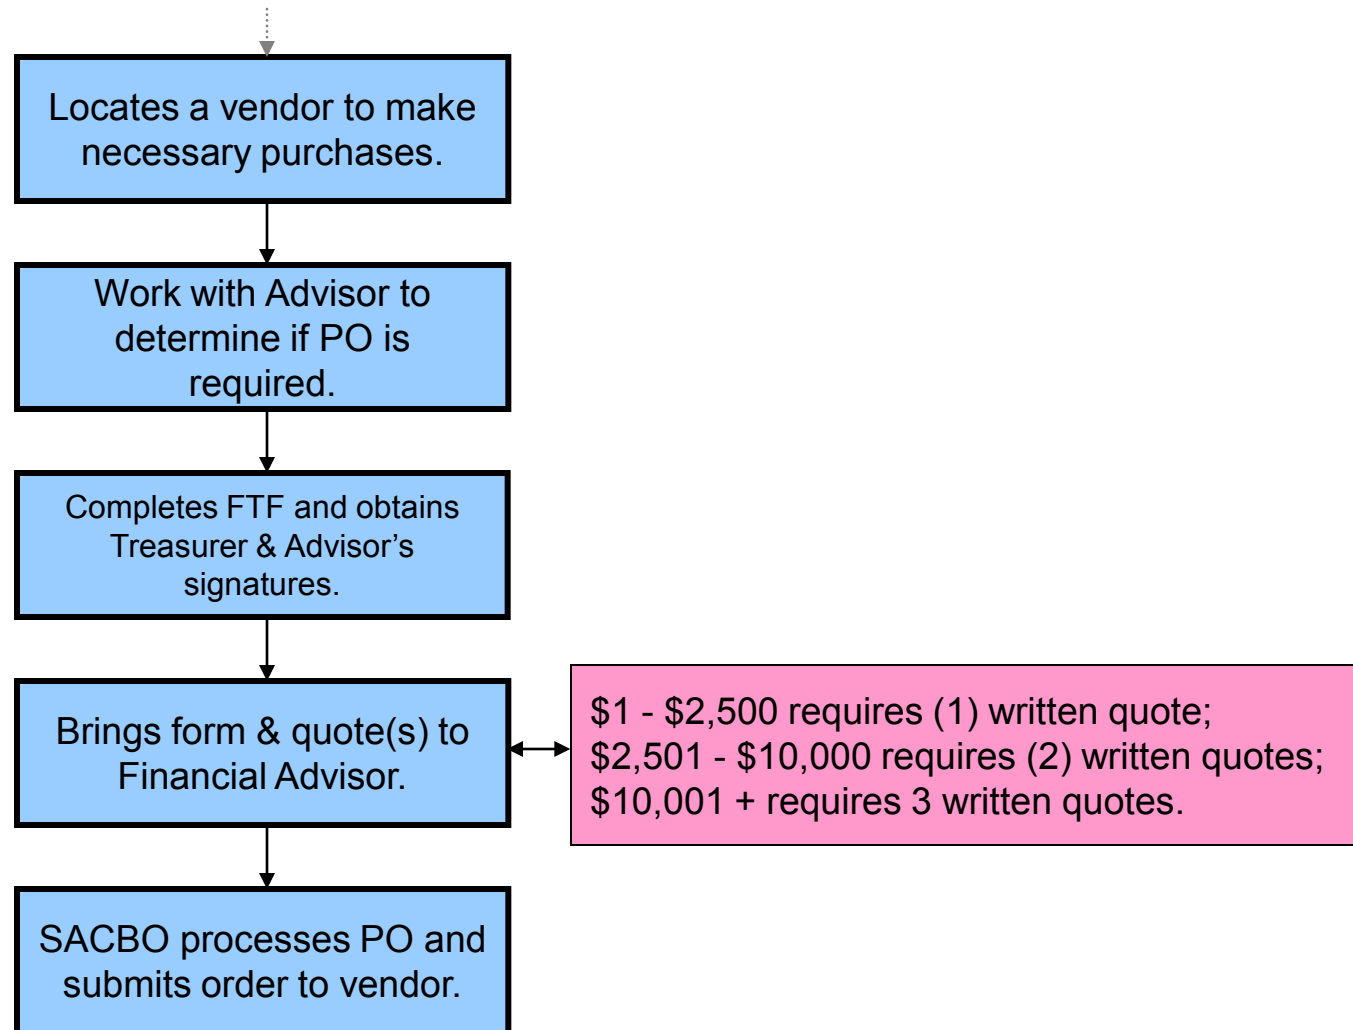 Locates a vendor to make
necessary purchases.
Work with Advisor to
determine if PO is
required.
Completes FTF and obtains
Treasurer & Advisor’s
signatures.
Brings form & quote(s) to
Financial Advisor.
$1 - $2,500 requires (1) written quote;
$2,501 - $10,000 requires (2) written quotes;
$10,001 + requires 3 written quotes.
SACBO processes PO and
submits order to vendor.